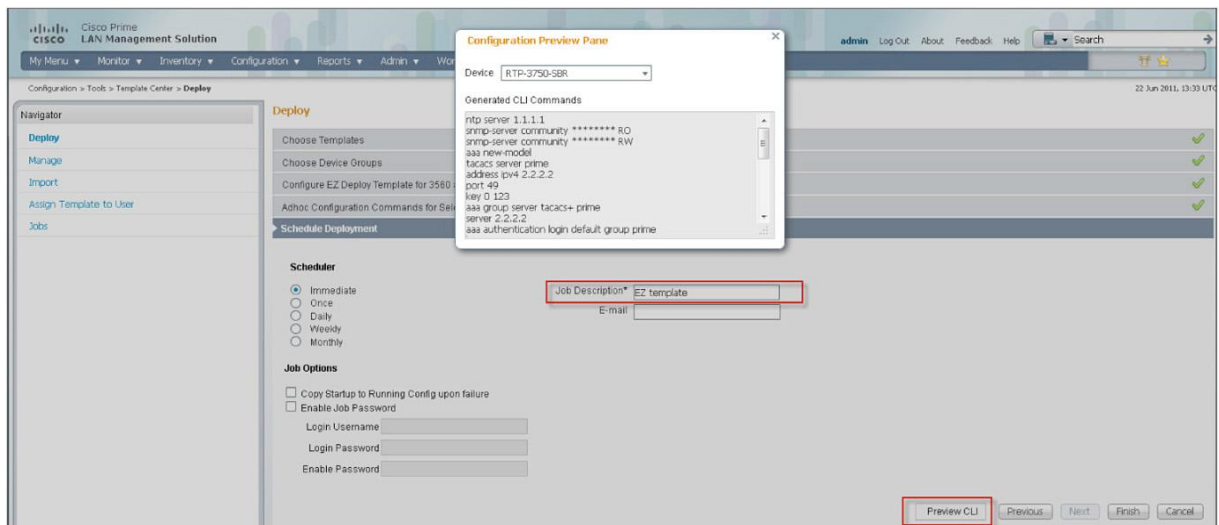 Cisco Prime
CISCO LAN Management Solution
admin Log Out About Feedback Help Search
My Menu Monitor Inventory Configuration Reports Admin Wor
Configuration > Tools > Template Center > Deploy
22 Jun 2011, 13:33 UTC
Navigator
Deploy
Manage
Import
Assign Template to User
Jobs
Deploy
Choose Templates
Choose Device Groups
Configure EZ Deploy Template for 3560
Adhoc Configuration Commands for Sel
Schedule Deployment
Configuration Preview Pane
Device RTP-3750-SBR
Generated CLI Commands
ntp server 1.1.1.1
snmp-server community ******** RO
snmp-server community ******** RW
aaa new-model
tacacs server prime
address ipv4 2.2.2.2
port 49
key 0 123
aaa group server tacacs+ prime
server 2.2.2.2
aaa authentication login default group prime
Scheduler
Immediate
Once
Daily
Weekly
Monthly
Job Description* EZ template
E-mail
Job Options
Copy Startup to Running Config upon failure
Enable Job Password
Login Username
Login Password
Enable Password
Preview CLI Previous Next Finish Cancel